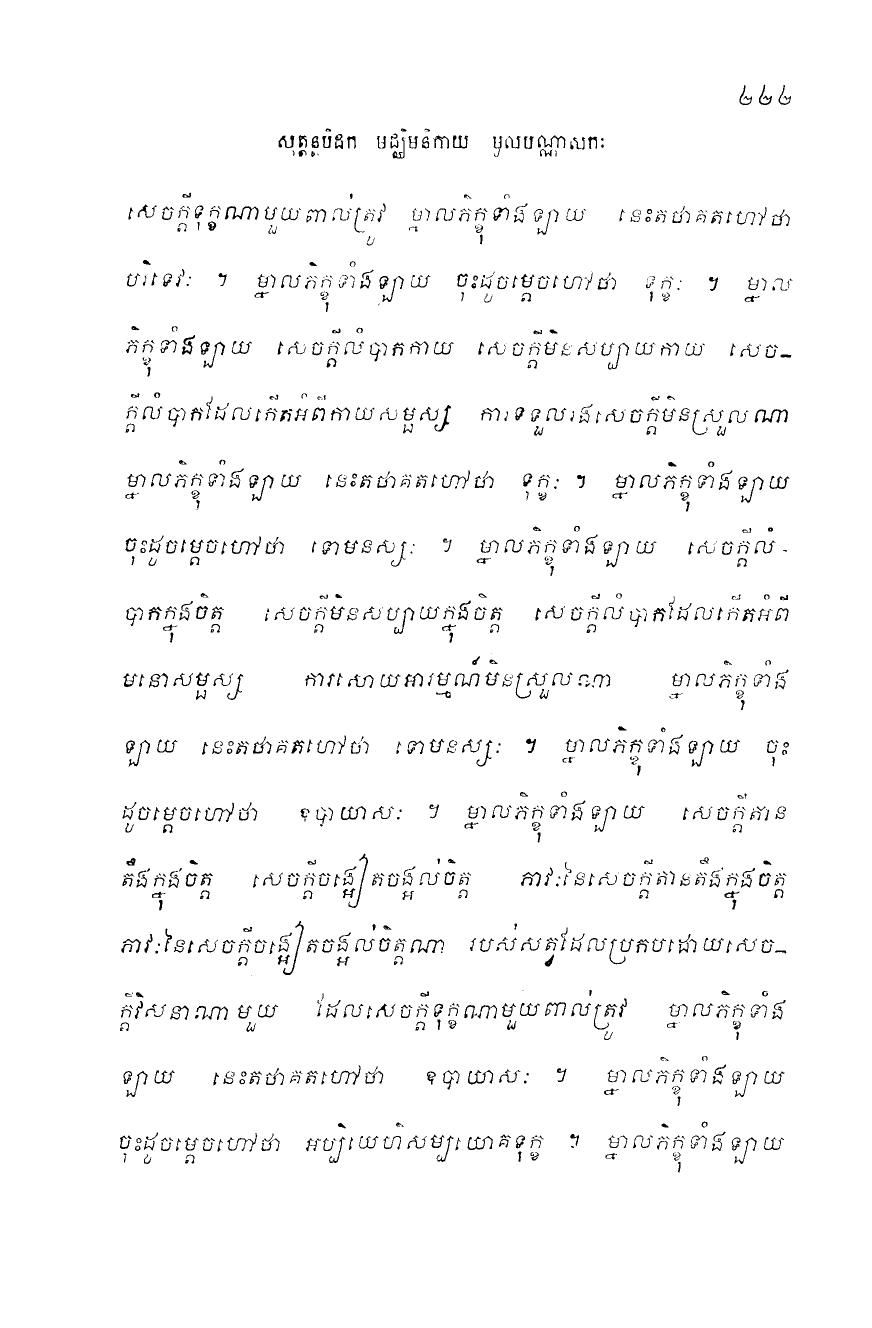 ២២២
សុត្តន្តបិដក មជ្ឈិមនិកាយ មូលបណ្ណាសកៈ
សេចក្តីទុក្ខណាមួយពាល់ត្រូវ ម្នាលភិក្ខុទាំងឡាយ នេះតថាគតហៅថា
បរិទេវៈ ។ ម្នាលភិក្ខុទាំងឡាយ ចុះដូចម្តេចហៅថា ទុក្ខៈ ។ ម្នាល
ភិក្ខុទាំងឡាយ សេចក្តីលំបាកកាយ សេចក្តីមិនសប្បាយកាយ សេច-
ក្តីលំបាកដែលកើតអំពីកាយសម្ផស្ស ការទទួលរងសេចក្តីមិនស្រួលណា
ម្នាលភិក្ខុទាំងឡាយ នេះតថាគតហៅថា ទុក្ខៈ ។ ម្នាលភិក្ខុទាំងឡាយ
ចុះដូចម្តេចហៅថា ទោមនស្សៈ ។ ម្នាលភិក្ខុទាំងឡាយ សេចក្តីលំ-
បាកក្នុងចិត្ត សេចក្តីមិនសប្បាយក្នុងចិត្ត សេចក្តីលំបាកដែលកើតអំពី
មនោសម្ផស្ស ការសោយអារម្មណ៍មិនស្រួលណា ម្នាលភិក្ខុទាំង
ឡាយ នេះតថាគតហៅថា ទោមនស្សៈ ។ ម្នាលភិក្ខុទាំងឡាយ ចុះ
ដូចម្តេចហៅថា ឧបាយាសៈ ។ ម្នាលភិក្ខុទាំងឡាយ សេចក្តីតាន
តឹងក្នុងចិត្ត សេចក្តីចង្អៀតចង្អល់ចិត្ត ភាវៈនៃសេចក្តីតានតឹងក្នុងចិត្ត
ភាវៈនៃសេចក្តីចង្អៀតចង្អល់ចិត្តណា របស់សត្វដែលប្រកបដោយសេច-
ក្តីវិសនាណាមួយ ដែលសេចក្តីទុក្ខណាមួយពាល់ត្រូវ ម្នាលភិក្ខុទាំង
ឡាយ នេះតថាគតហៅថា ឧបាយាសៈ ។ ម្នាលភិក្ខុទាំងឡាយ
ចុះដូចម្តេចហៅថា អប្បិយេហិសម្បយោគទុក្ខ ។ ម្នាលភិក្ខុទាំងឡាយ